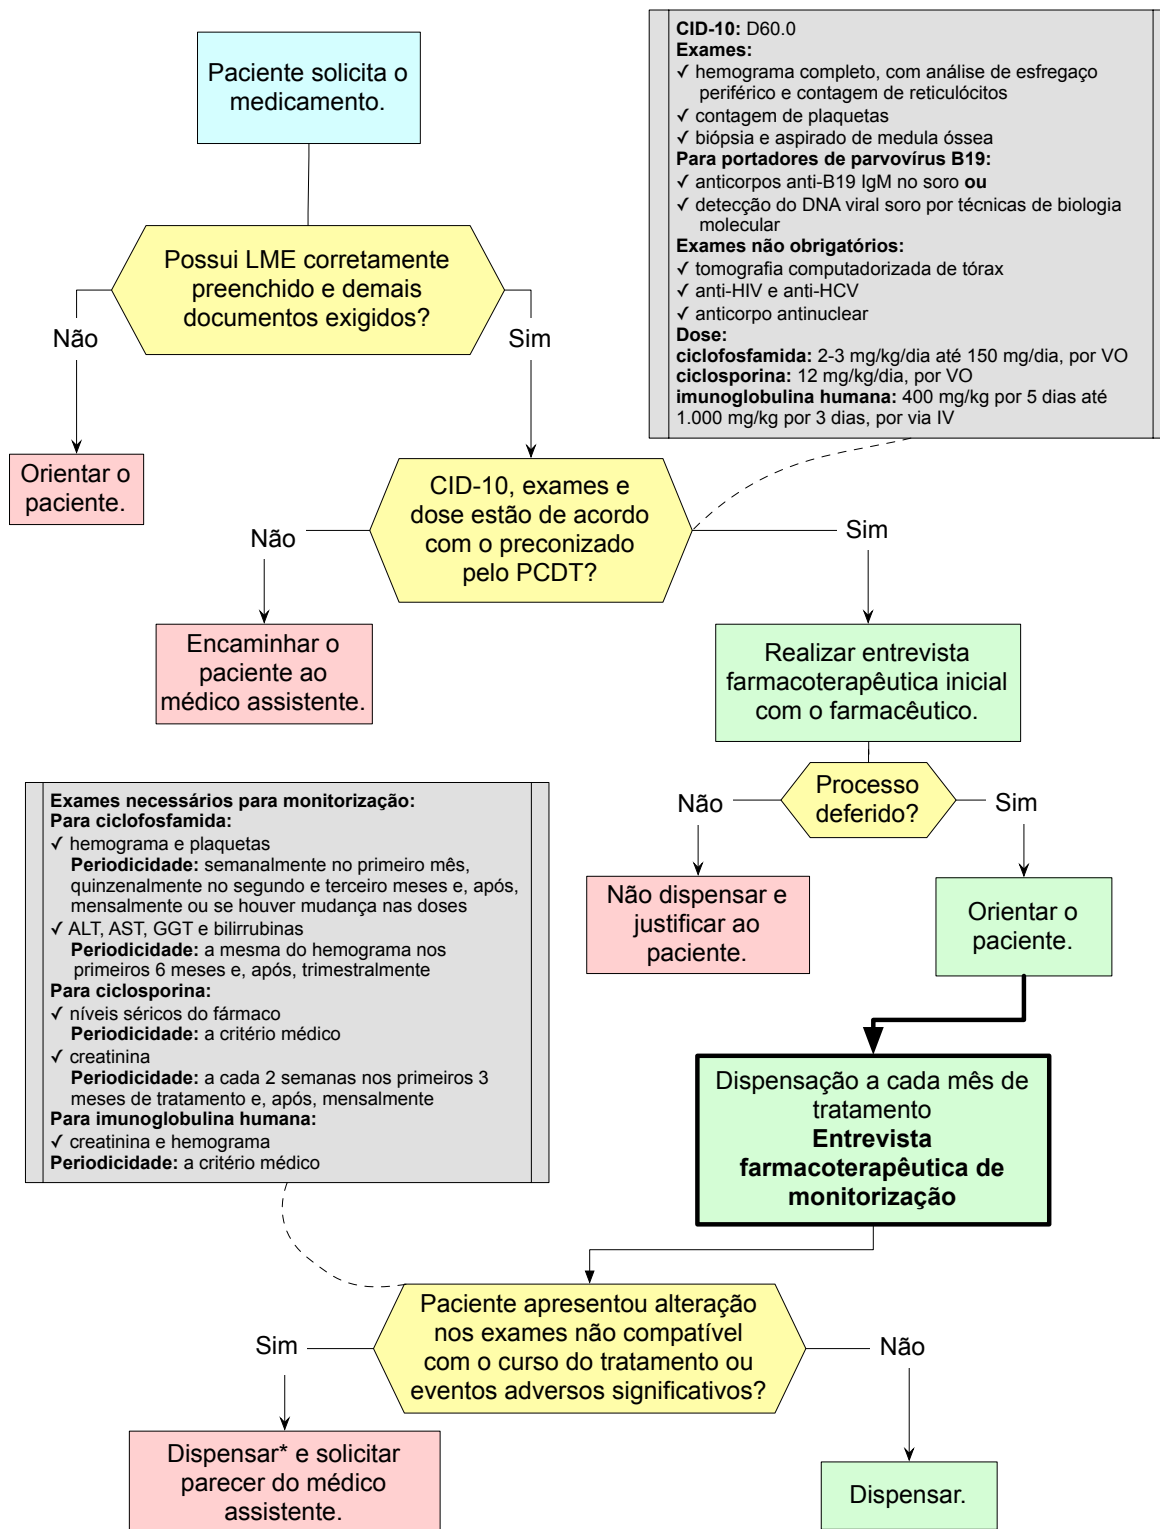 Paciente solicita o
medicamento.
CID-10: D60.0
Exames:
✓ hemograma completo, com análise de esfregaço
periférico e contagem de reticulócitos
✓ contagem de plaquetas
✓ biópsia e aspirado de medula óssea
Para portadores de parvovírus B19:
✓ anticorpos anti-B19 IgM no soro ou
✓ detecção do DNA viral soro por técnicas de biologia
molecular
Exames não obrigatórios:
✓ tomografia computadorizada de tórax
✓ anti-HIV e anti-HCV
✓ anticorpo antinuclear
Dose:
ciclofosfamida: 2-3 mg/kg/dia até 150 mg/dia, por VO
ciclosporina: 12 mg/kg/dia, por VO
imunoglobulina humana: 400 mg/kg por 5 dias até
1.000 mg/kg por 3 dias, por via IV
Possui LME corretamente
preenchido e demais
documentos exigidos?
Não
Sim
Orientar o
paciente.
CID-10, exames e
dose estão de acordo
com o preconizado
pelo PCDT?
Não
Sim
Encaminhar o
paciente ao
médico assistente.
Realizar entrevista
farmacoterapêutica inicial
com o farmacêutico.
Processo
deferido?
Não
Sim
Não dispensar e
justificar ao
paciente.
Orientar o
paciente.
Exames necessários para monitorização:
Para ciclofosfamida:
✓ hemograma e plaquetas
Periodicidade: semanalmente no primeiro mês,
quinzenalmente no segundo e terceiro meses e, após,
mensalmente ou se houver mudança nas doses
✓ ALT, AST, GGT e bilirrubinas
Periodicidade: a mesma do hemograma nos
primeiros 6 meses e, após, trimestralmente
Para ciclosporina:
✓ níveis séricos do fármaco
Periodicidade: a critério médico
✓ creatinina
Periodicidade: a cada 2 semanas nos primeiros 3
meses de tratamento e, após, mensalmente
Para imunoglobulina humana:
✓ creatinina e hemograma
Periodicidade: a critério médico
Dispensação a cada mês de
tratamento
Entrevista
farmacoterapêutica de
monitorização
Paciente apresentou alteração
nos exames não compatível
com o curso do tratamento ou
eventos adversos significativos?
Sim
Não
Dispensar* e solicitar
parecer do médico
assistente.
Dispensar.